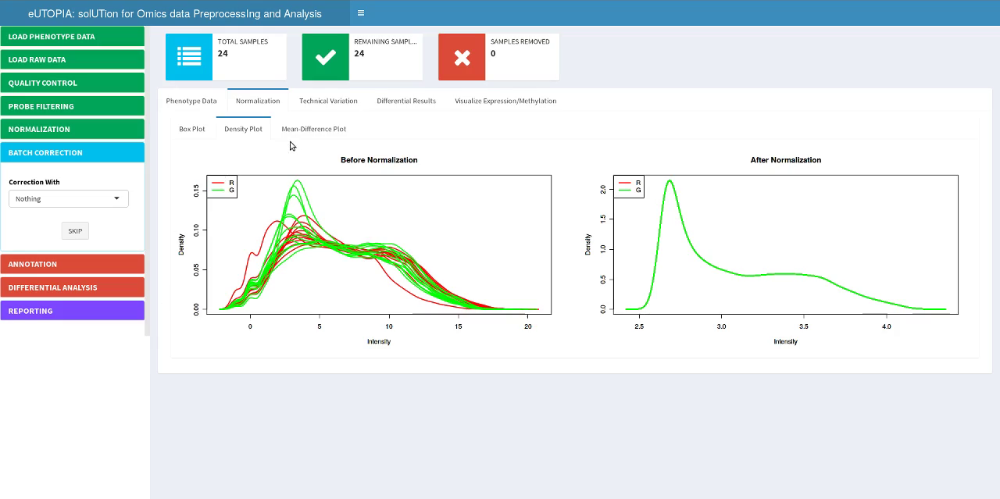 eUTOPIA: solUTion for Omics data PreprocessIng and Analysis
LOAD PHENOTYPE DATA
LOAD RAW DATA
QUALITY CONTROL
PROBE FILTERING
NORMALIZATION
BATCH CORRECTION
Correction With
Nothing
SKIP
ANNOTATION
DIFFERENTIAL ANALYSIS
REPORTING
TOTAL SAMPLES
24
REMAINING SAMPL...
24
SAMPLES REMOVED
0
Phenotype Data Normalization Technical Variation Differential Results Visualize Expression/Methylation
Box Plot Density Plot Mean-Difference Plot
Before Normalization
R
G
Density
0.15
0.10
0.05
0.00
0 5 10 15 20
Intensity
After Normalization
R
G
Density
2.0
1.5
1.0
0.5
0.0
2.5 3.0 3.5 4.0
Intensity